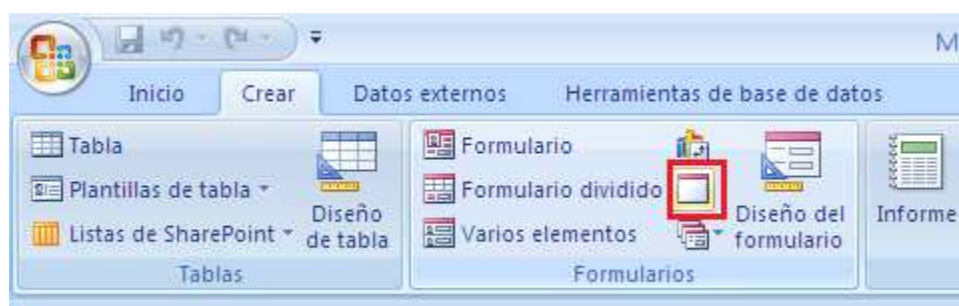 M
Inicio Crear Datos externos Herramientas de base de datos
Tabla
Plantillas de tabla
Listas de SharePoint
Diseño
de tabla
Tablas
Formulario
Formulario dividido
Varios elementos
Diseño del
formulario
Formularios
Informe